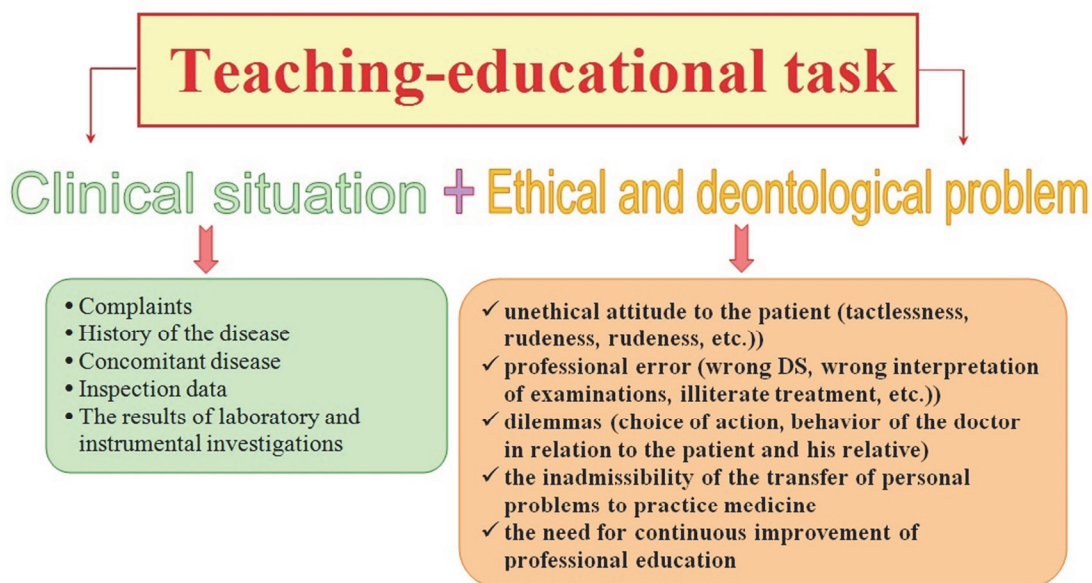 Teaching-educational task
Clinical situation + Ethical and deontological problem
• Complaints
• History of the disease
• Concomitant disease
• Inspection data
• The results of laboratory and
instrumental investigations
✓ unethical attitude to the patient (tactlessness,
rudeness, rudeness, etc.))
✓ professional error (wrong DS, wrong interpretation
of examinations, illiterate treatment, etc.))
✓ dilemmas (choice of action, behavior of the doctor
in relation to the patient and his relative)
✓ the inadmissibility of the transfer of personal
problems to practice medicine
✓ the need for continuous improvement of
professional education